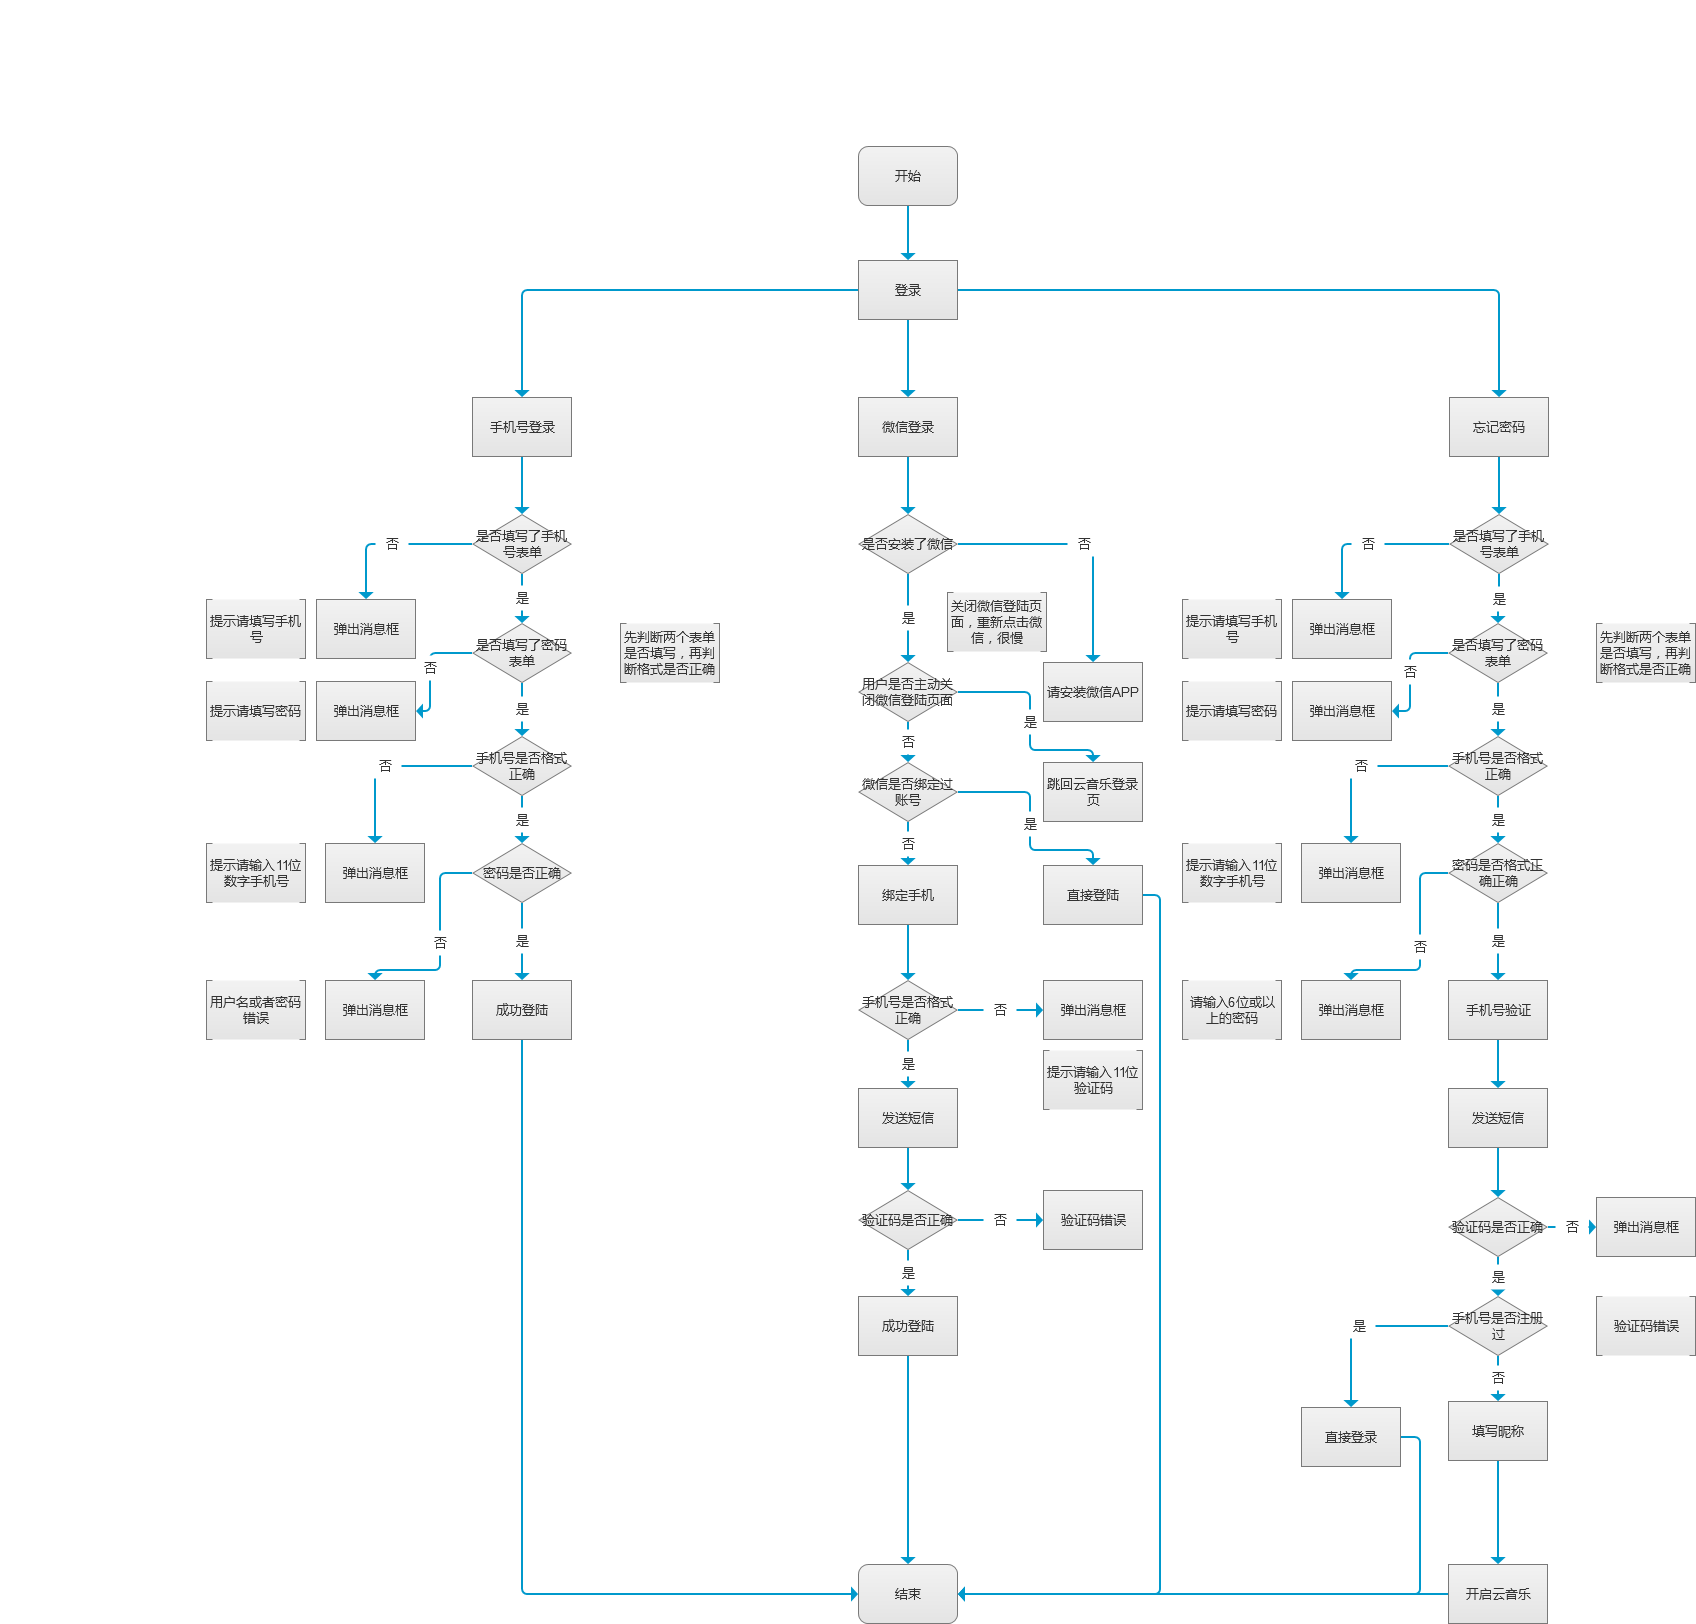 开始
登录
手机号登录
微信登录
忘记密码
是否填写了手机
号表单
否
是
提示请填写手机
号
弹出消息框
是否填写了密码
表单
否
先判断两个表单
是否填写，再判
断格式是否正确
提示请填写密码
弹出消息框
是
手机号是否格式
正确
否
是
提示请输入11位
数字手机号
弹出消息框
密码是否正确
否
是
用户名或者密码
错误
弹出消息框
成功登陆
是否安装了微信
否
是
关闭微信登陆页
面，重新点击微
信，很慢
请安装微信APP
用户是否主动关
闭微信登陆页面
是
否
跳回云音乐登录
页
微信是否绑定过
账号
是
否
绑定手机
直接登陆
手机号是否格式
正确
否
弹出消息框
是
提示请输入11位
验证码
发送短信
验证码是否正确
否
验证码错误
是
成功登陆
结束
是否填写了手机
号表单
否
是
提示请填写手机
号
弹出消息框
是否填写了密码
表单
否
先判断两个表单
是否填写，再判
断格式是否正确
提示请填写密码
弹出消息框
是
手机号是否格式
正确
否
是
提示请输入11位
数字手机号
弹出消息框
密码是否格式正
确正确
否
是
请输入6位或以
上的密码
弹出消息框
手机号验证
发送短信
验证码是否正确
否
弹出消息框
是
手机号是否注册
过
验证码错误
是
否
直接登录
填写昵称
开启云音乐